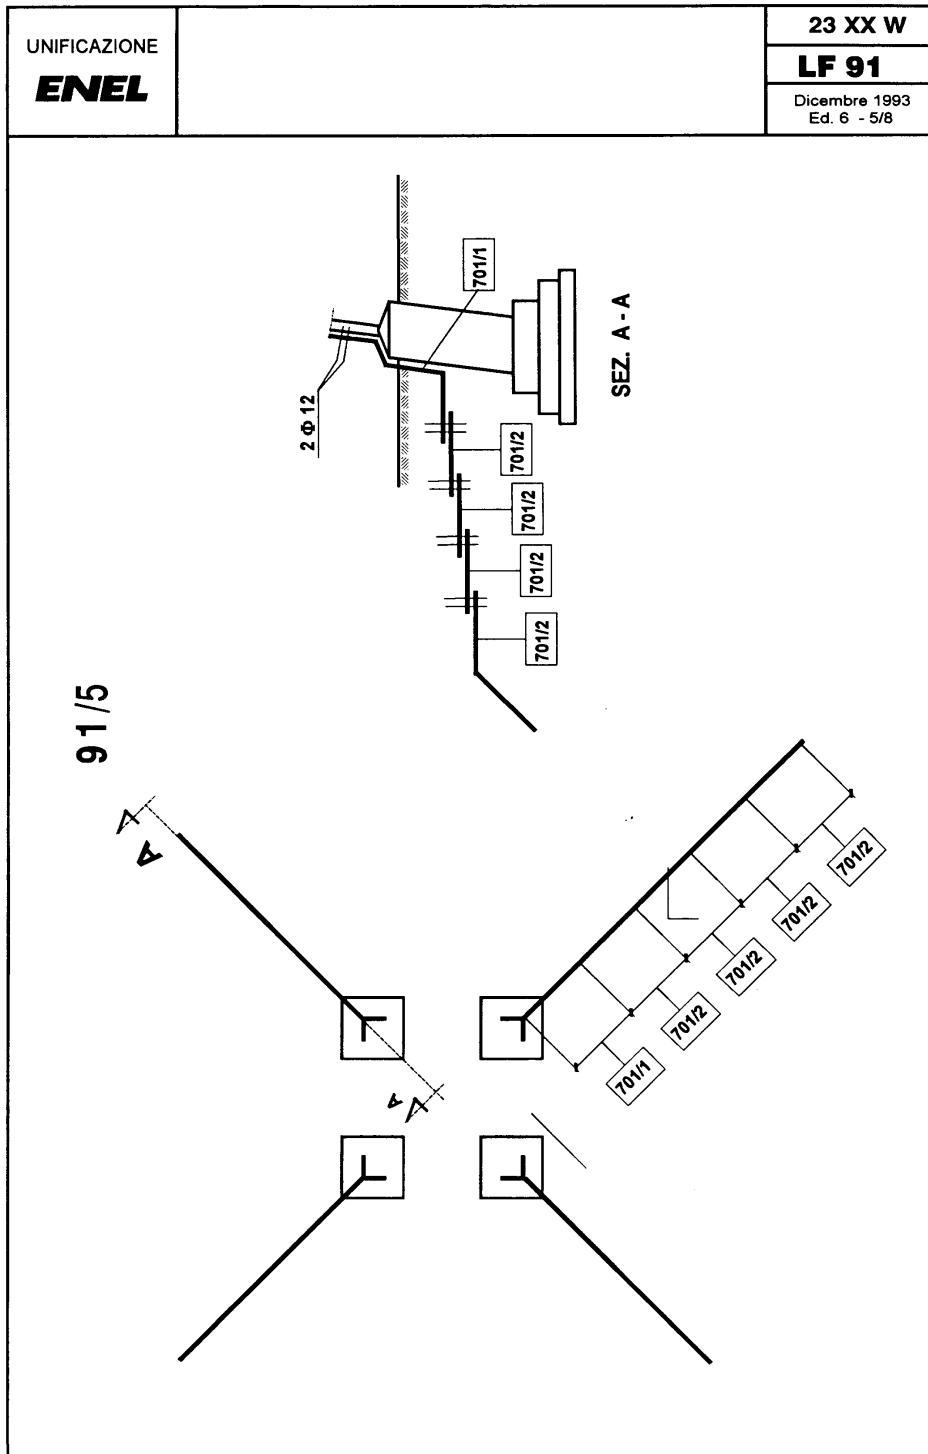 UNIFICAZIONE
ENEL
23 XX W
LF 91
Dicembre 1993
Ed. 6 - 5/8
91/5
2 Φ 12
701/1
701/2
701/2
701/2
701/2
SEZ. A - A
A
A
701/1
701/2
701/2
701/2
701/2